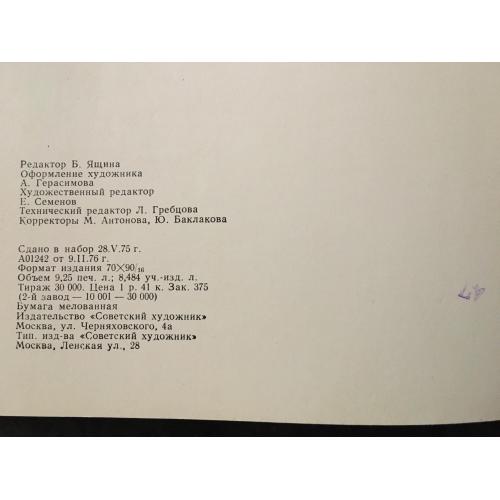 Редактор Б. Ящина
Оформление художника
А. Герасимова
Художественный редактор
Е. Семенов
Технический редактор Л. Гребцова
Корректоры М. Антонова, Ю. Баклакова
Сдано в набор 28.V.75 г.
А01242 от 9.II.76 г.
Формат издания 70×90/16
Объем 9,25 печ. л.; 8,484 уч.-изд. л.
Тираж 30 000. Цена 1 р. 41 к. Зак. 375
(2-й завод — 10 001 — 30 000)
Бумага мелованная
Издательство «Советский художник»
Москва, ул. Черняховского, 4а
Тип. изд-ва «Советский художник»
Москва, Ленская ул., 28